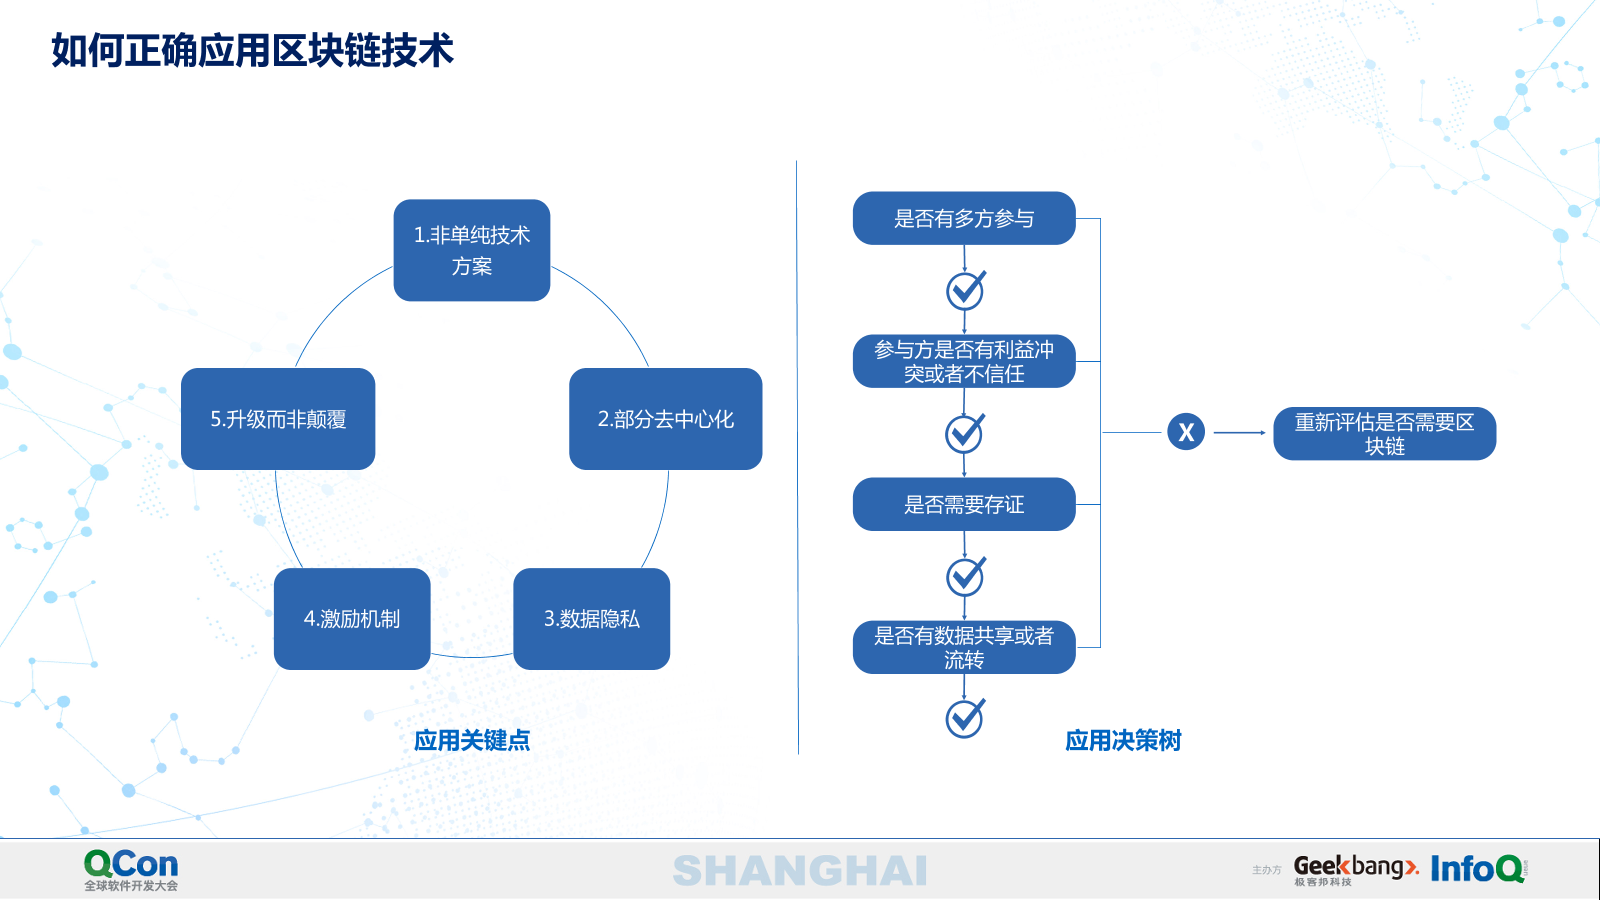 如何正确应用区块链技术
1.非单纯技术
方案
2.部分去中心化
3.数据隐私
4.激励机制
5.升级而非颠覆
应用关键点
是否有多方参与
参与方是否有利益冲
突或者不信任
是否需要存证
是否有数据共享或者
流转
X
重新评估是否需要区
块链
应用决策树
QCon
全球软件开发大会
SHANGHAI
主办方
Geekbang>.
极客邦科技
InfoQ